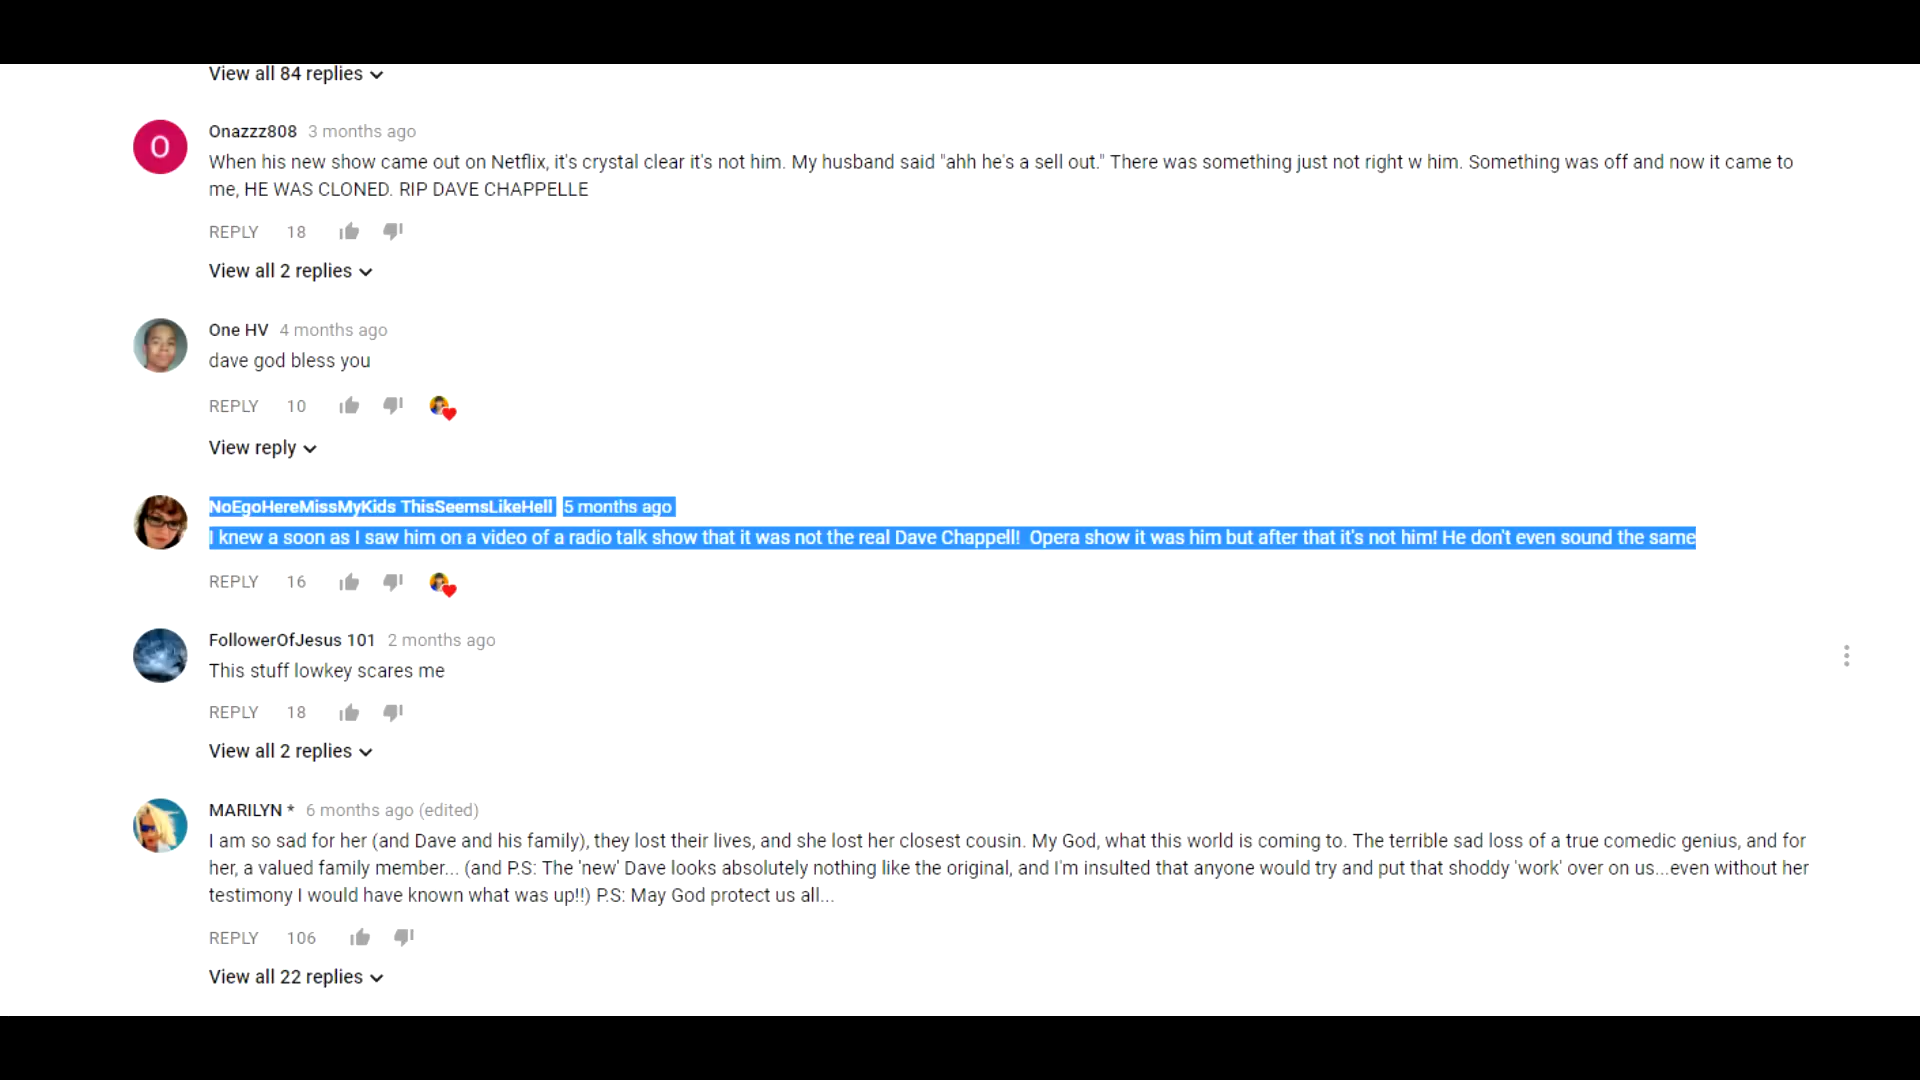 View all 84 replies
O
Onazzz808 3 months ago
When his new show came out on Netflix, it's crystal clear it's not him. My husband said "ahh he's a sell out." There was something just not right w him. Something was off and now it came to
me, HE WAS CLONED. RIP DAVE CHAPPELLE
REPLY 18
View all 2 replies
One HV 4 months ago
dave god bless you
REPLY 10
View reply
NoEgoHereMissMyKids ThisSeemsLikeHell 5 months ago
I knew a soon as I saw him on a video of a radio talk show that it was not the real Dave Chappell! Opera show it was him but after that it's not him! He don't even sound the same
REPLY 16
FollowerOfJesus 101 2 months ago
This stuff lowkey scares me
REPLY 18
View all 2 replies
MARILYN * 6 months ago (edited)
I am so sad for her (and Dave and his family), they lost their lives, and she lost her closest cousin. My God, what this world is coming to. The terrible sad loss of a true comedic genius, and for
her, a valued family member... (and P.S: The 'new' Dave looks absolutely nothing like the original, and I'm insulted that anyone would try and put that shoddy 'work' over on us...even without her
testimony I would have known what was up!!) P.S: May God protect us all...
REPLY 106
View all 22 replies